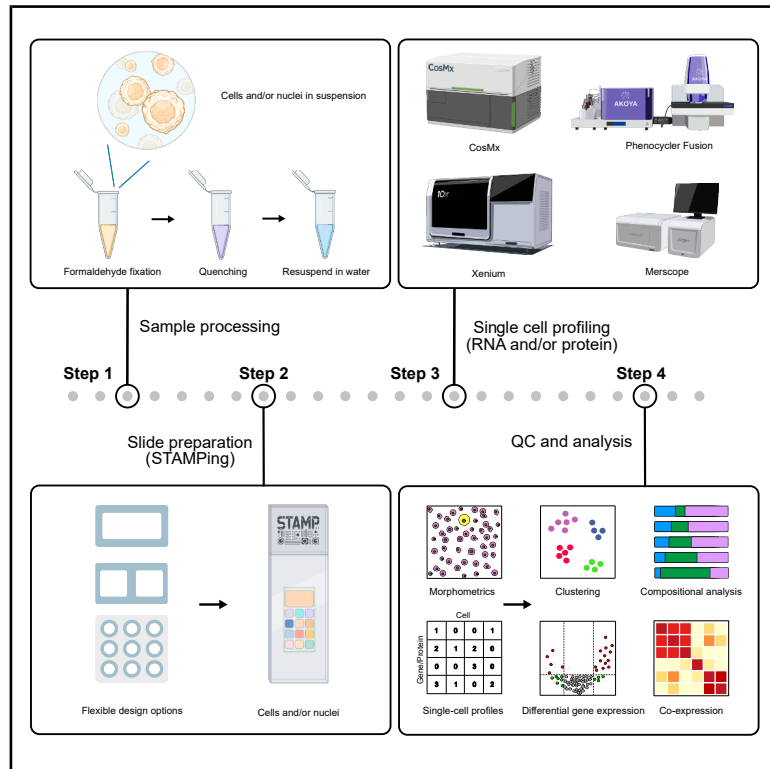 Cells and/or nuclei in suspension
Formaldehyde fixation
Quenching
Resuspend in water
CosMx
CosMx
AKOYA
AKOYA
Phenocycler Fusion
10x
Xenium
Merscope
Sample processing
Single cell profiling
(RNA and/or protein)
Step 1
Step 2
Step 3
Step 4
Slide preparation
(STAMPing)
QC and analysis
STAMP
Flexible design options
Cells and/or nuclei
Morphometrics
Clustering
Compositional analysis
Cell
Gene/Protein
1 0 0 1
2 1 2 0
0 0 3 0
3 1 0 2
Single-cell profiles
Differential gene expression
Co-expression